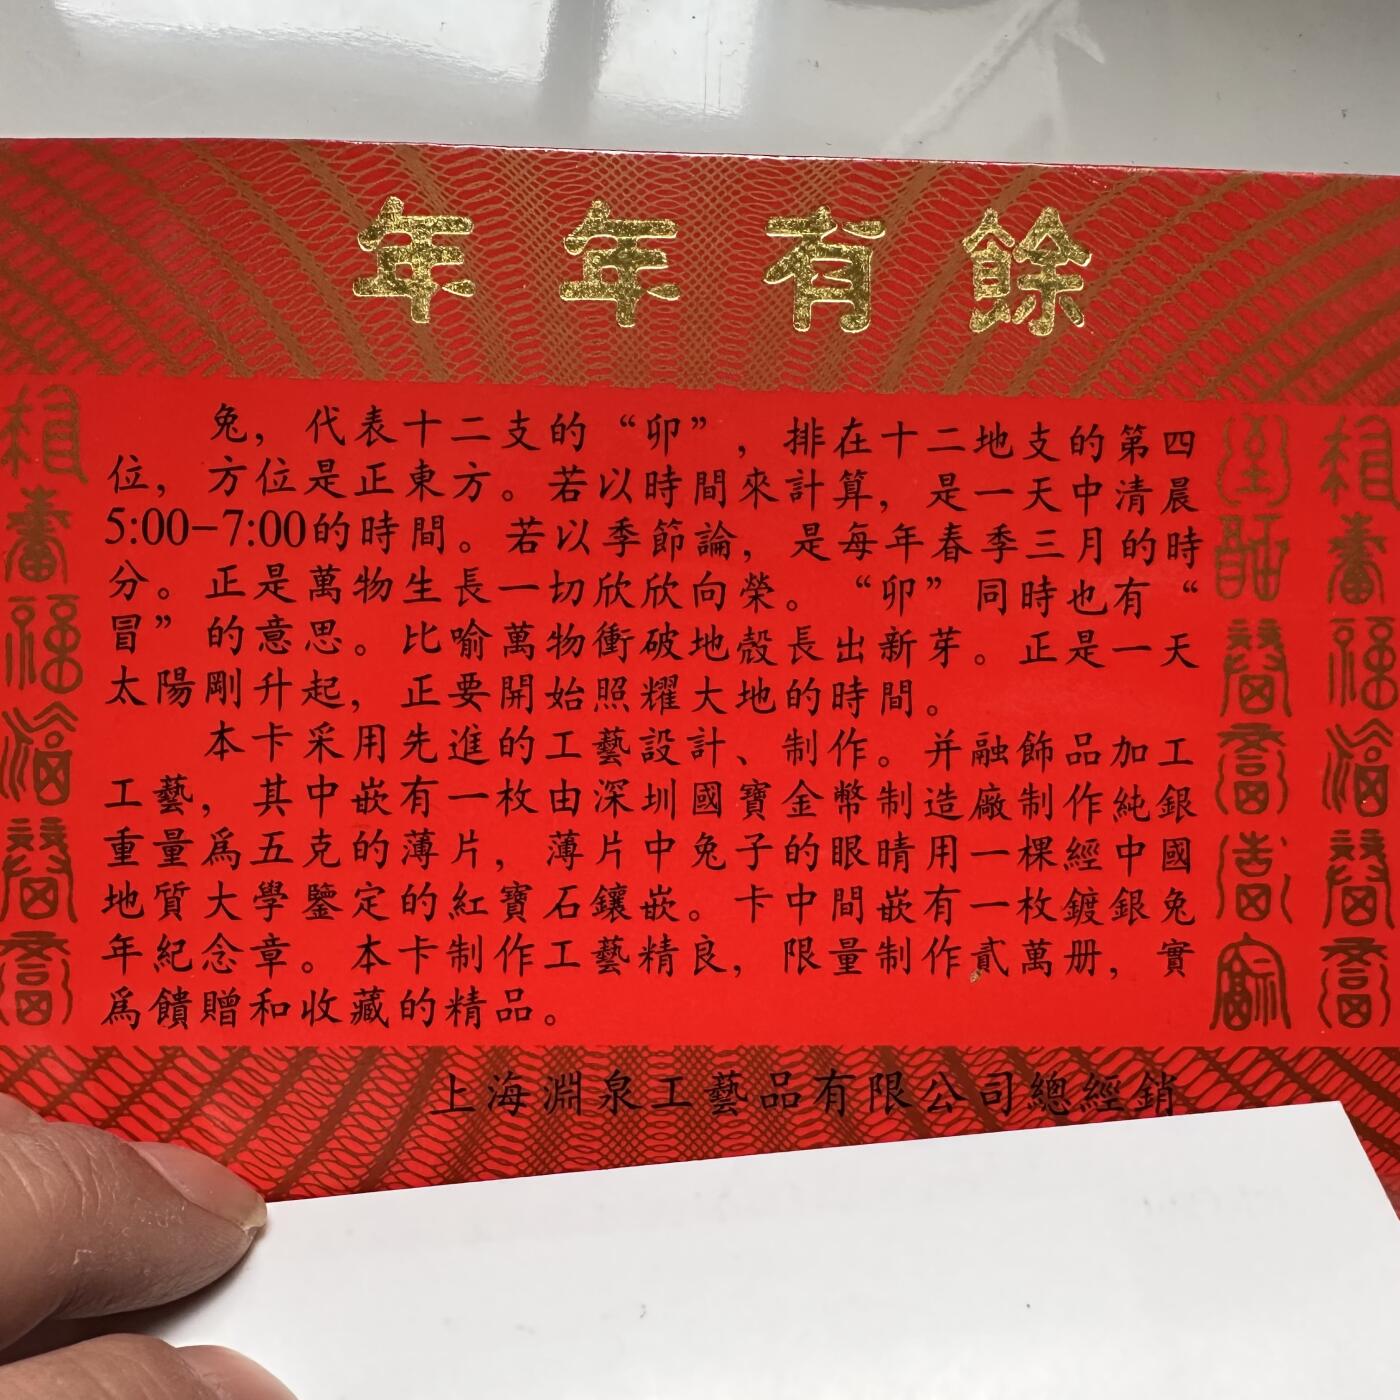 年年有餘
兔，代表十二支的“卯”，排在十二地支的第四
位，方位是正東方。若以時間來計算，是一天中清晨
5:00-7:00的時間。若以季節論，是每年春季三月的時
分。正是萬物生長一切欣欣向榮。“卯”同時也有“
冒”的意思。比喻萬物衝破地殼長出新芽。正是一天
太陽剛升起，正要開始照耀大地的時間。
本卡采用先進的工藝設計、制作。并融飾品加工
工藝，其中嵌有一枚由深圳國寶金幣制造廠制作純銀
重量爲五克的薄片，薄片中兔子的眼睛用一棵經中國
地質大學鑒定的紅寶石鑲嵌。卡中間嵌有一枚鍍銀兔
年紀念章。本卡制作工藝精良，限量制作貳萬册，實
爲饋贈和收藏的精品。
上海淵泉工藝品有限公司總經銷